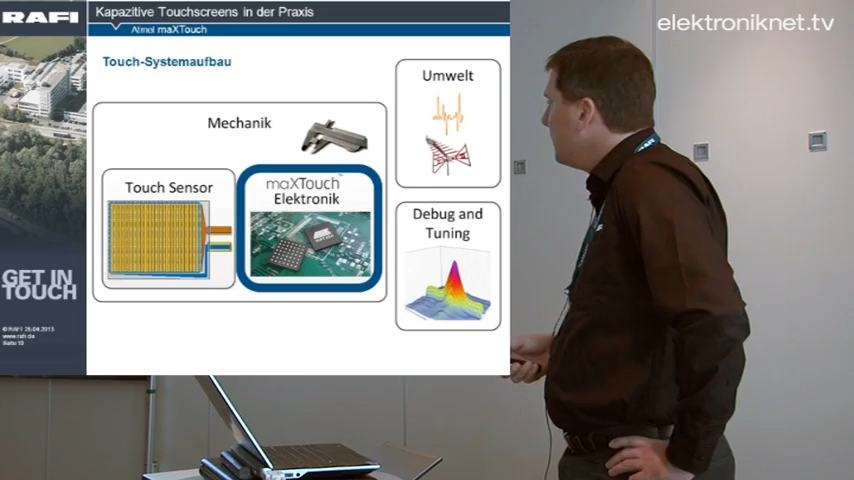 RAFI
Kapazitive Touchscreens in der Praxis
Atmel maXTouch
elektroniknet.tv
Touch-Systemaufbau
Mechanik
Touch Sensor
maXTouch™
Elektronik
Umwelt
Debug and
Tuning
GET IN
TOUCH
© RAFI 25.04.2013
www.rafi.de
Seite 13